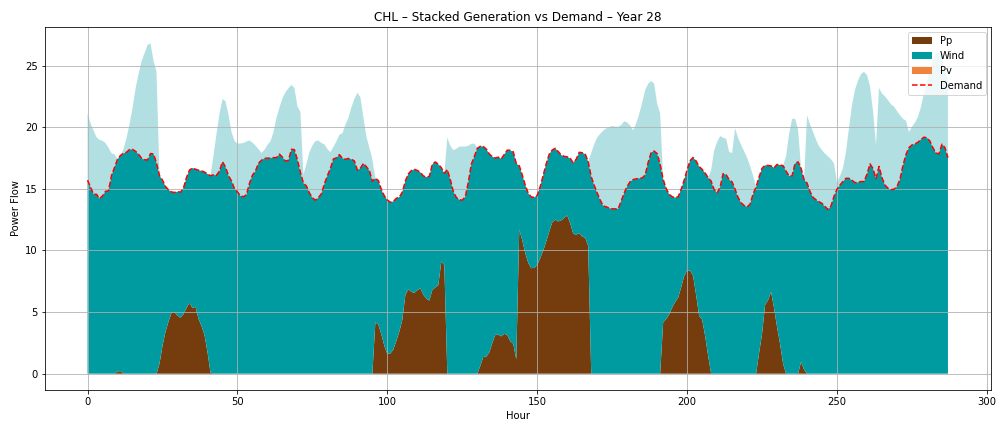 CHL – Stacked Generation vs Demand – Year 28
Pp
Wind
Pv
Demand
Power Flow
25
20
15
10
5
0
0 50 100 150 200 250 300
Hour